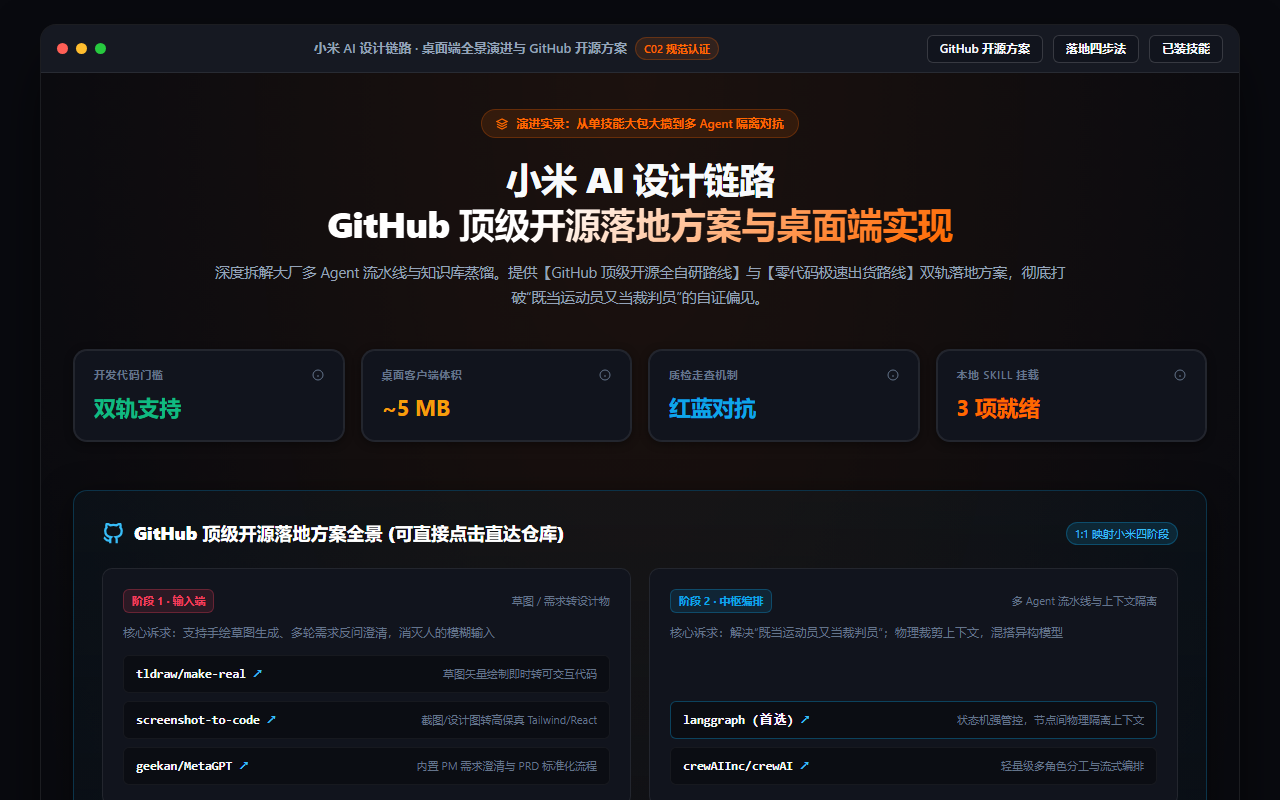 小米 AI 设计链路 · 桌面端全景演进与 GitHub 开源方案
C02 规范认证
GitHub 开源方案
落地四步法
已装技能
演进实录：从单技能大包大揽到多 Agent 隔离对抗
小米 AI 设计链路
GitHub 顶级开源落地方案与桌面端实现
深度拆解大厂多 Agent 流水线与知识库蒸馏。提供【GitHub 顶级开源全自研路线】与【零代码极速出货路线】双轨落地方案，彻底打
破“既当运动员又当裁判员”的自证偏见。
开发代码门槛
双轨支持
桌面客户端体积
~5 MB
质检走查机制
红蓝对抗
本地 SKILL 挂载
3 项就绪
GitHub 顶级开源落地方案全景 (可直接点击直达仓库)
1:1 映射小米四阶段
阶段 1 · 输入端
草图 / 需求转设计物
核心诉求：支持手绘草图生成、多轮需求反问澄清，消灭人的模糊输入
tldraw/make-real ↗
草图矢量绘制即时转可交互代码
screenshot-to-code ↗
截图/设计图转高保真 Tailwind/React
geekan/MetaGPT ↗
内置 PM 需求澄清与 PRD 标准化流程
阶段 2 · 中枢编排
多 Agent 流水线与上下文隔离
核心诉求：解决“既当运动员又当裁判员”；物理裁剪上下文，混搭异构模型
langgraph (首选) ↗
状态机强管控，节点间物理隔离上下文
crewAIInc/crewAI ↗
轻量级多角色分工与流式编排